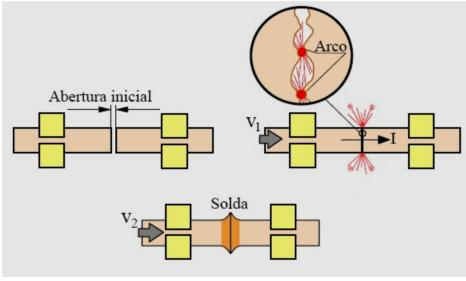 Arco
Abertura inicial
V1
I
Solda
V2